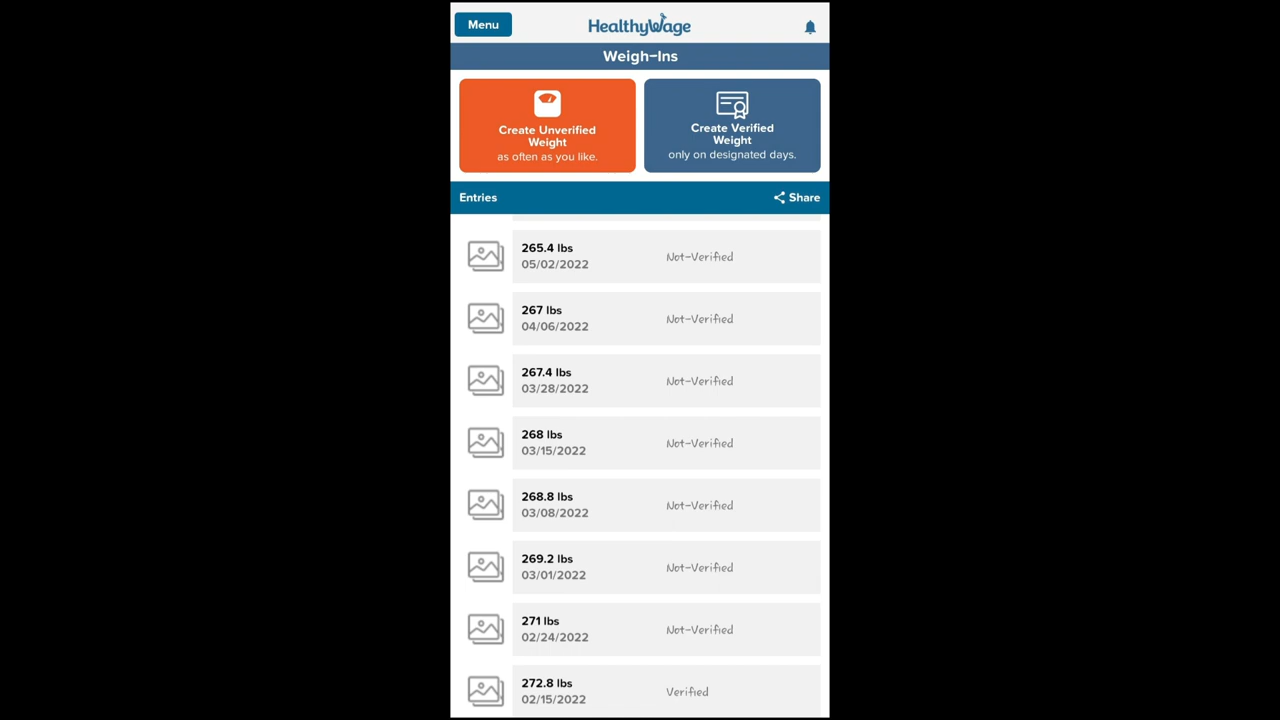 Menu
HealthyWage
Weigh-Ins
Create Unverified
Weight
as often as you like.
Create Verified
Weight
only on designated days.
Entries
Share
265.4 lbs
05/02/2022
Not-Verified
267 lbs
04/06/2022
Not-Verified
267.4 lbs
03/28/2022
Not-Verified
268 lbs
03/15/2022
Not-Verified
268.8 lbs
03/08/2022
Not-Verified
269.2 lbs
03/01/2022
Not-Verified
271 lbs
02/24/2022
Not-Verified
272.8 lbs
02/15/2022
Verified